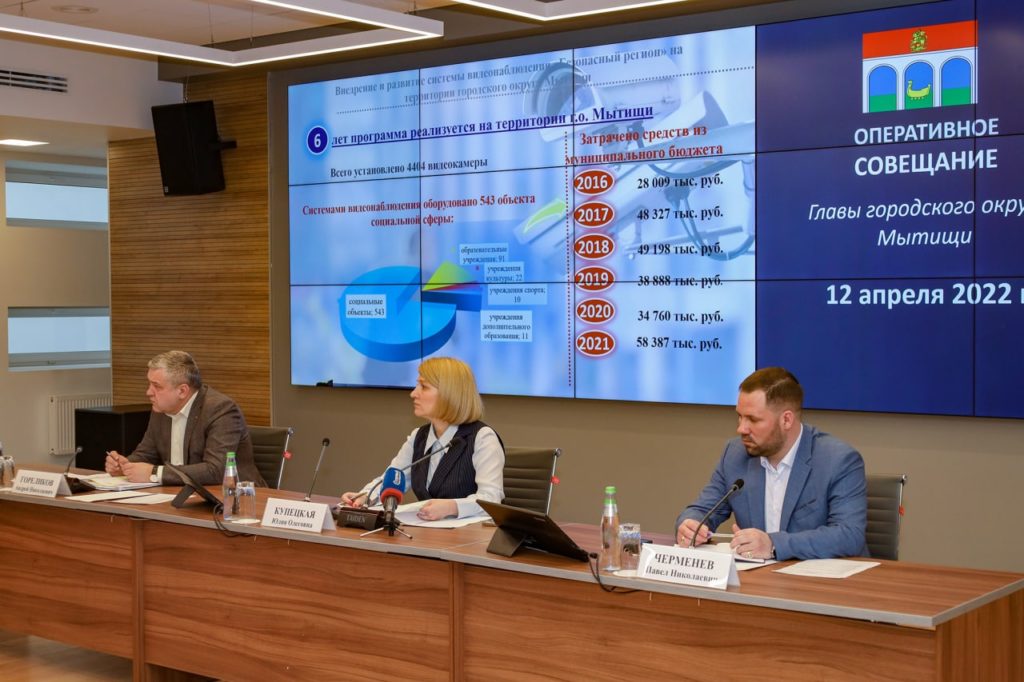 Внедрение и развитие системы видеонаблюдения «Безопасный регион» на
территории городского округа Мытищи
6 лет программа реализуется на территории г.о. Мытищи
Всего установлено 4404 видеокамеры
Системами видеонаблюдения оборудовано 543 объекта
социальной сферы:
образовательные
учреждения; 91
учреждения
культуры; 22
учреждения спорта;
10
учреждения
дополнительного
образования; 11
социальные
объекты; 543
Затрачено средств из
муниципального бюджета
2016 28 009 тыс. руб.
2017 48 327 тыс. руб.
2018 49 198 тыс. руб.
2019 38 888 тыс. руб.
2020 34 760 тыс. руб.
2021 58 387 тыс. руб.
ОПЕРАТИВНОЕ
СОВЕЩАНИЕ
Главы городского окру
Мытищи
12 апреля 2022 г
ГОРЕЛИКОВ
Андрей Николаевич
КУПЕЦКАЯ
Юлия Олеговна
TAIDEN
ЧЕРМЕНЕВ
Павел Николаевич